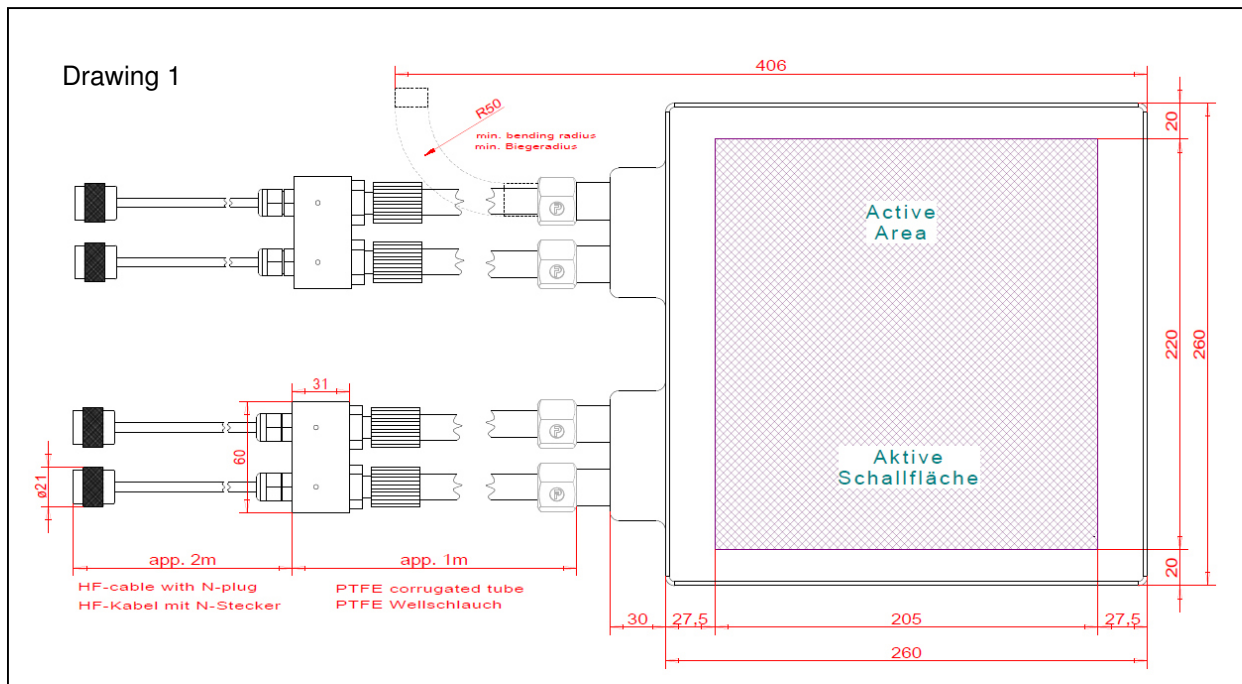 Drawing 1
406
R50
min. bending radius
min. Biegeradius
20
Active
Area
220
260
31
60
ø21
Aktive
Schallfläche
app. 2m
app. 1m
20
HF-cable with N-plug
HF-Kabel mit N-Stecker
PTFE corrugated tube
PTFE Wellschlauch
30
27,5
205
27,5
260
P
P
P
P